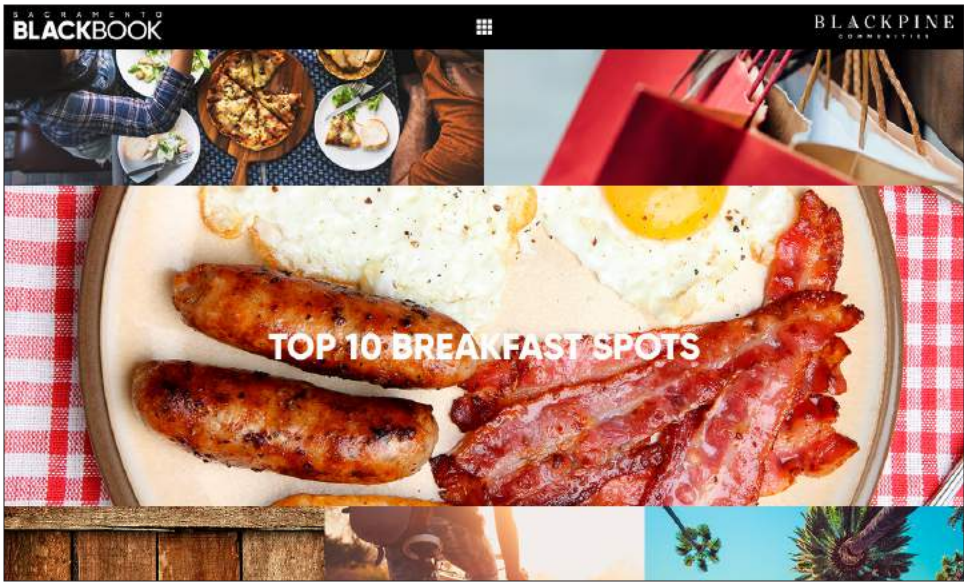 SACRAMENTO
BLACKBOOK
BLACKPINE
COMMUNITIES
TOP 10 BREAKFAST SPOTS